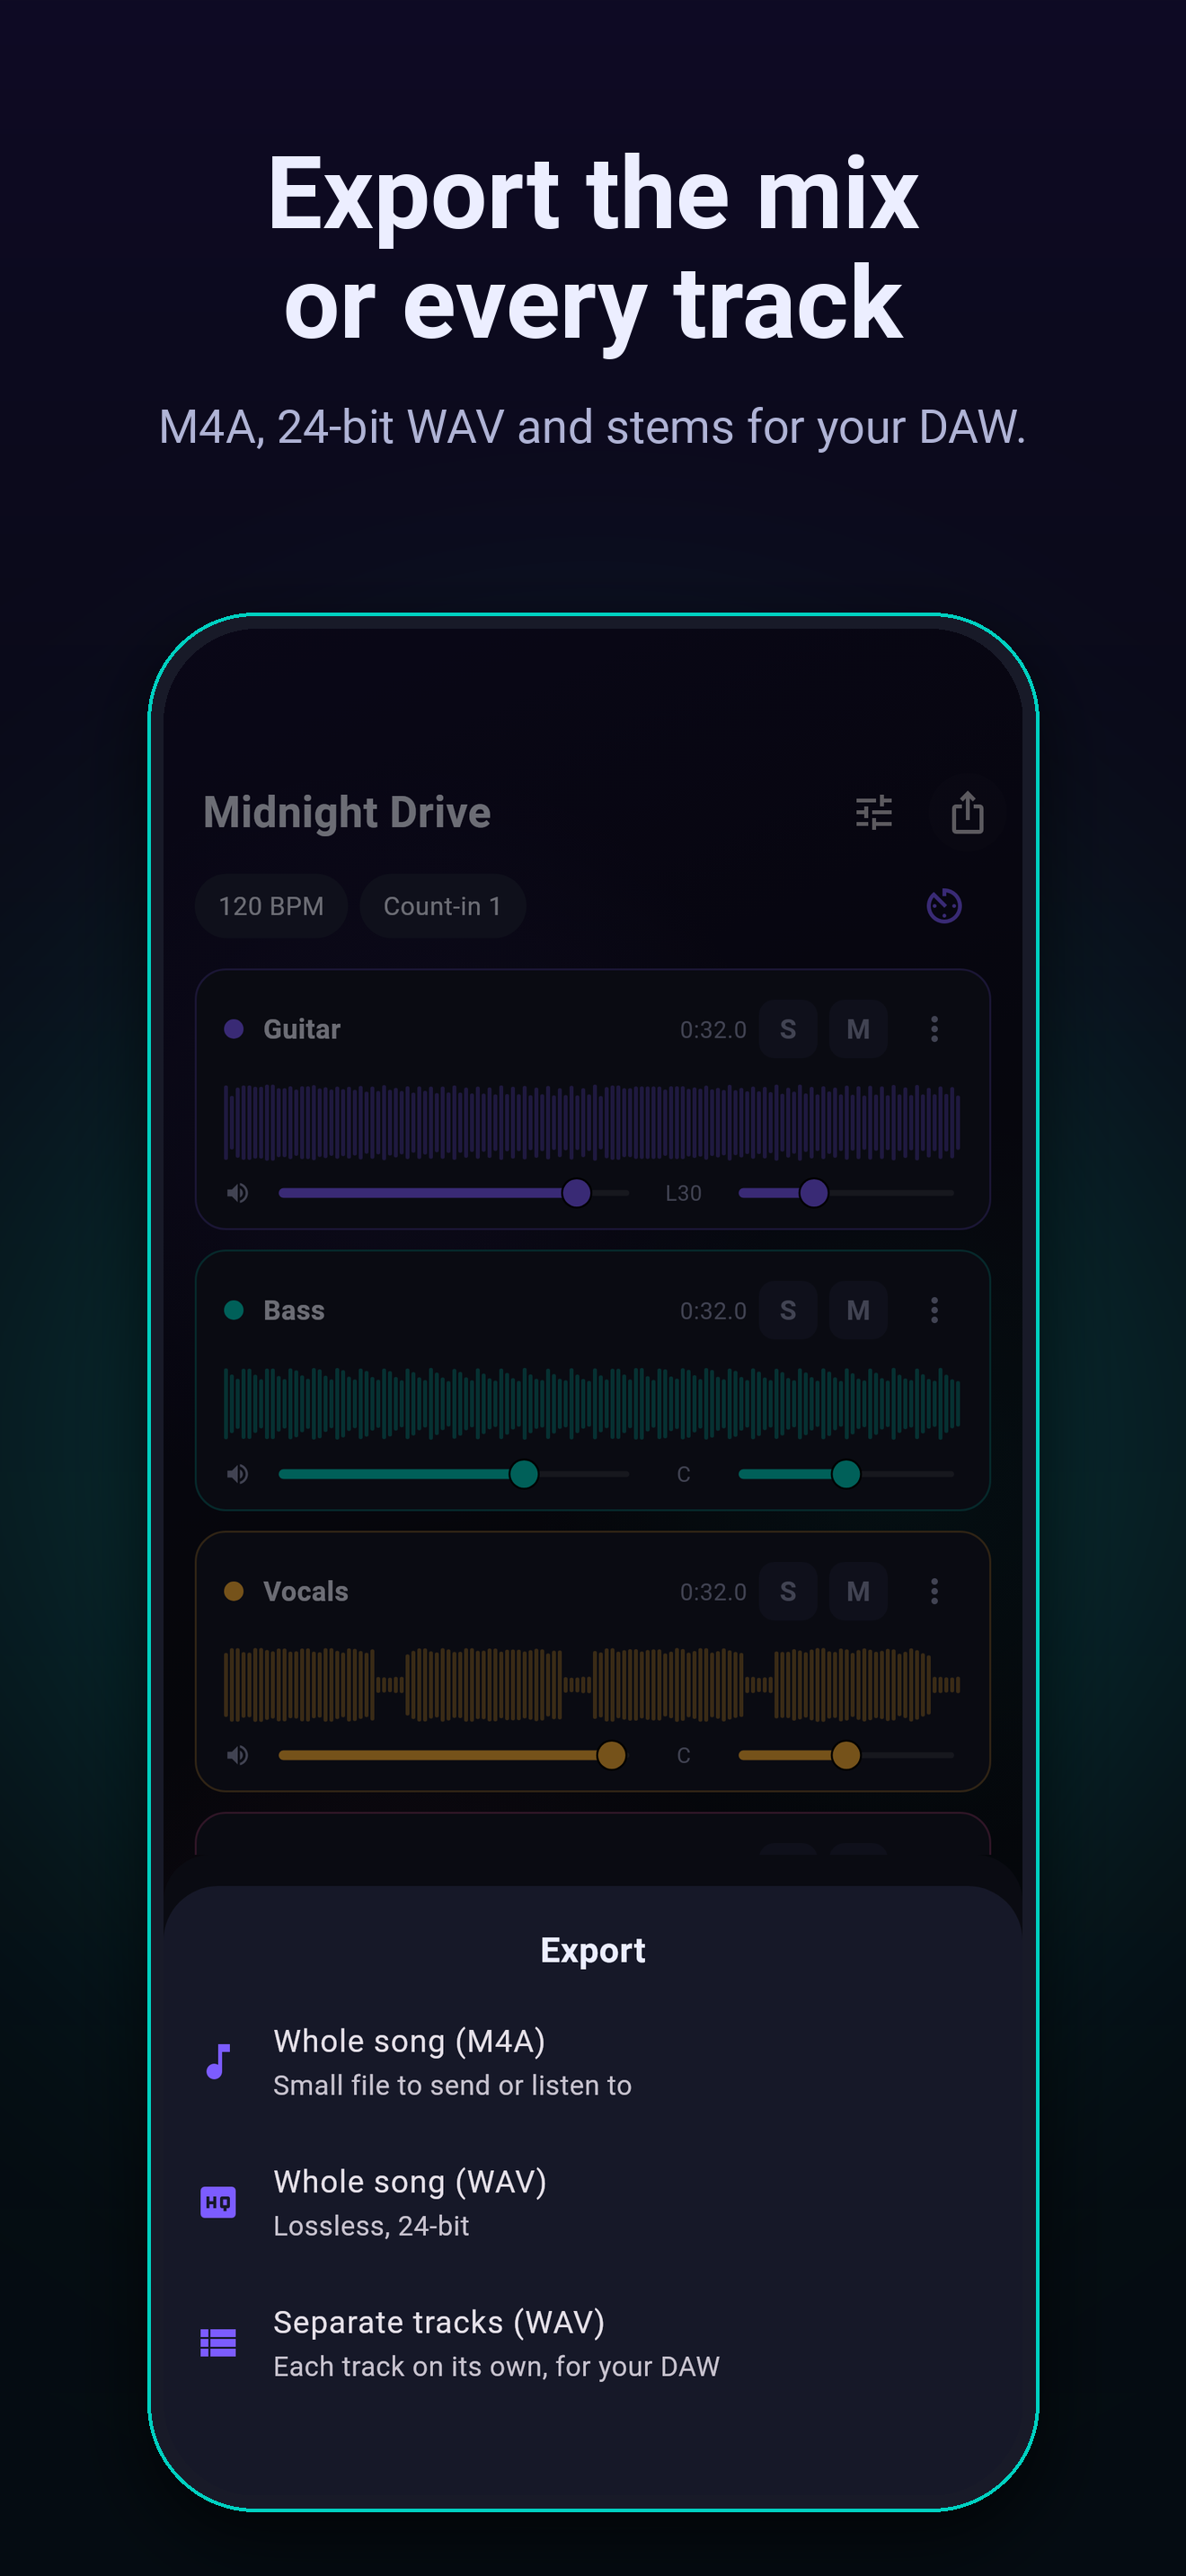 Export the mix
or every track
M4A, 24-bit WAV and stems for your DAW.
Midnight Drive
120 BPM Count-in 1
Guitar 0:32.0 S M
L30
Bass 0:32.0 S M
C
Vocals 0:32.0 S M
C
Export
Whole song (M4A)
Small file to send or listen to
HQ
Whole song (WAV)
Lossless, 24-bit
Separate tracks (WAV)
Each track on its own, for your DAW